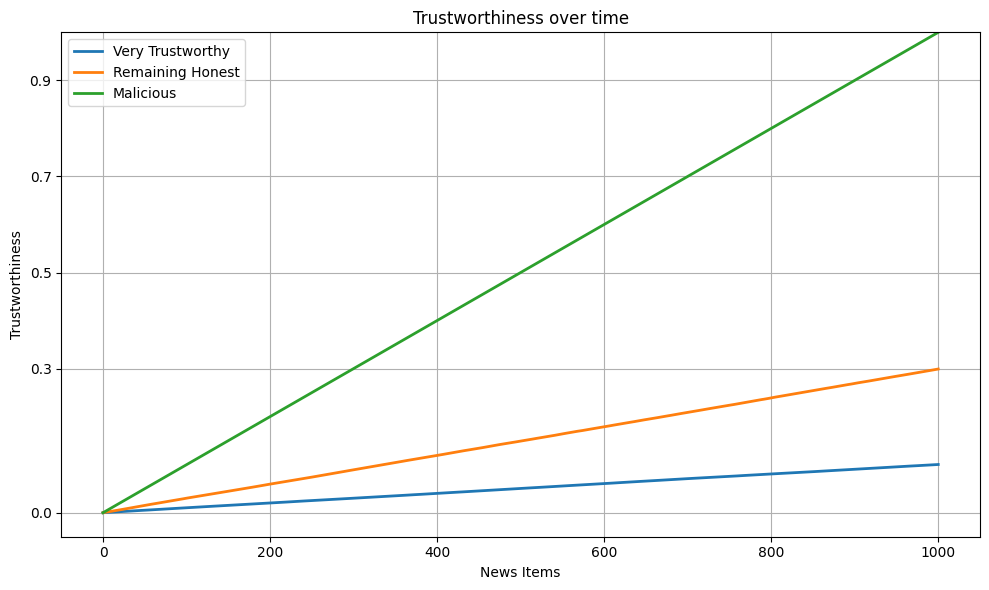 Trustworthiness over time
Very Trustworthy
Remaining Honest
Malicious
Trustworthiness
0.9
0.7
0.5
0.3
0.0
0 200 400 600 800 1000
News Items